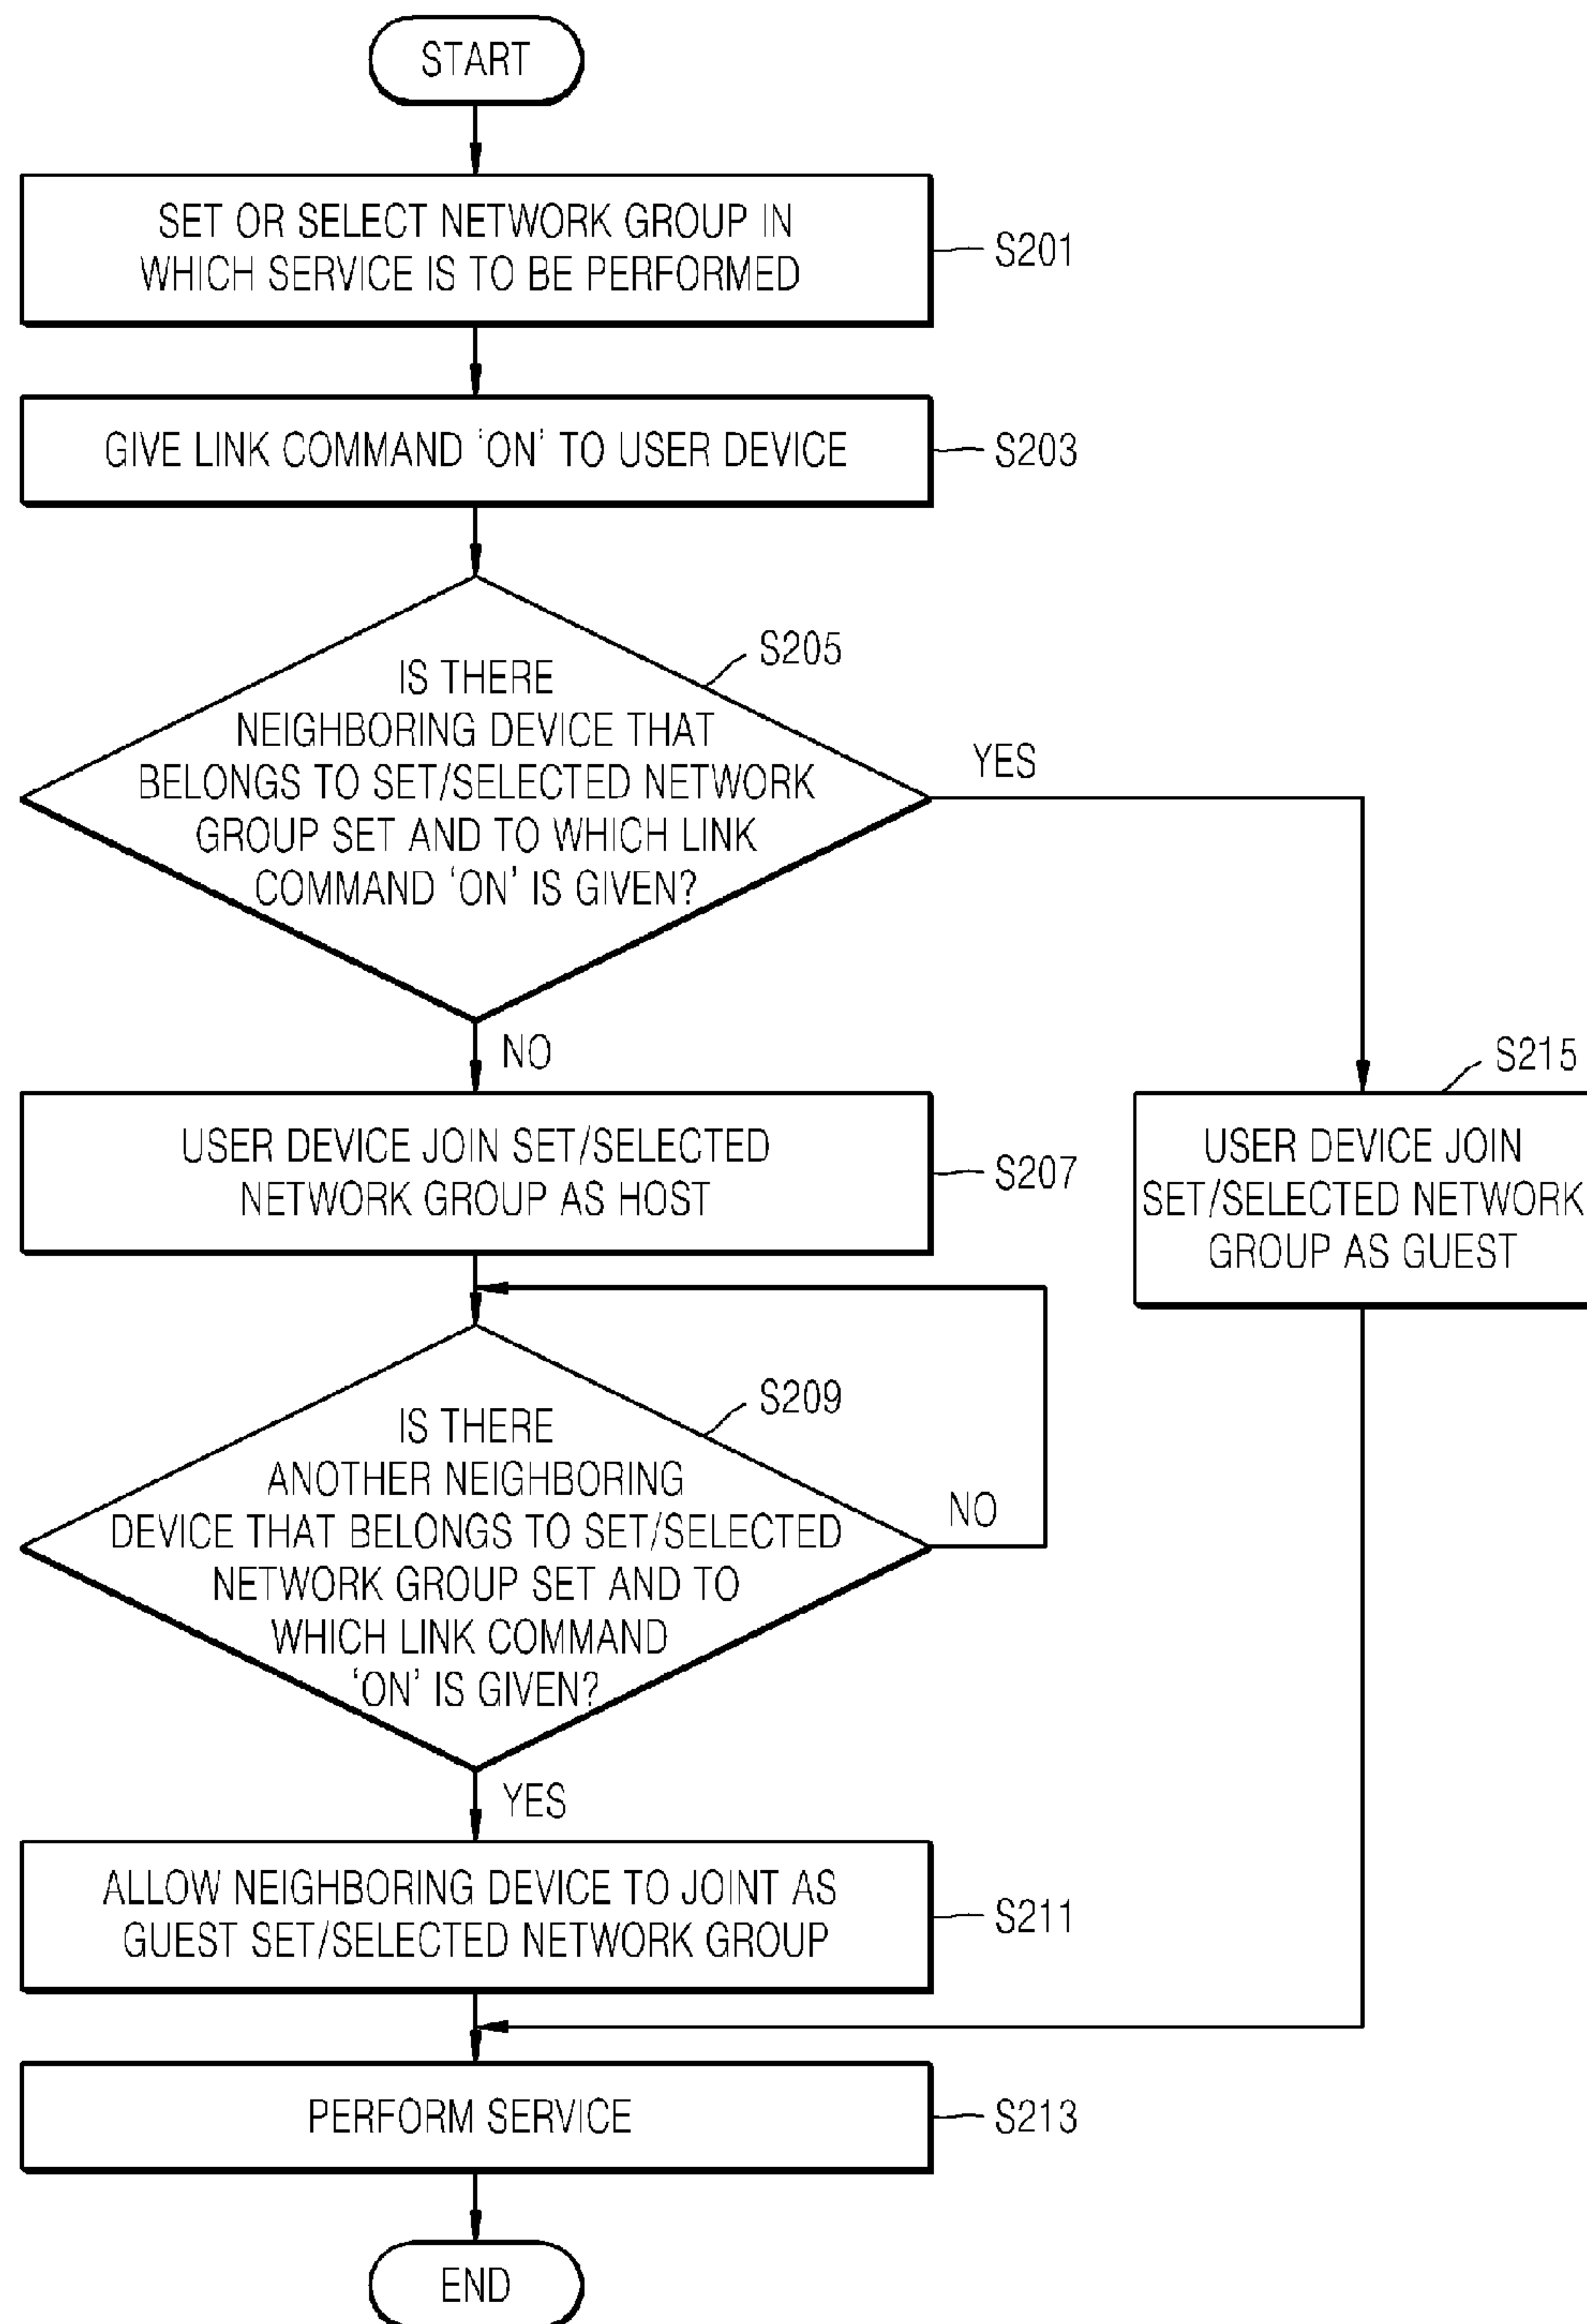 START
SET OR SELECT NETWORK GROUP IN
WHICH SERVICE IS TO BE PERFORMED
S201
GIVE LINK COMMAND 'ON' TO USER DEVICE
S203
S205
IS THERE
NEIGHBORING DEVICE THAT
BELONGS TO SET/SELECTED NETWORK
GROUP SET AND TO WHICH LINK
COMMAND 'ON' IS GIVEN?
YES
NO
USER DEVICE JOIN SET/SELECTED
NETWORK GROUP AS HOST
S207
S215
USER DEVICE JOIN
SET/SELECTED NETWORK
GROUP AS GUEST
S209
IS THERE
ANOTHER NEIGHBORING
DEVICE THAT BELONGS TO SET/SELECTED
NETWORK GROUP SET AND TO
WHICH LINK COMMAND
'ON' IS GIVEN?
NO
YES
ALLOW NEIGHBORING DEVICE TO JOINT AS
GUEST SET/SELECTED NETWORK GROUP
S211
PERFORM SERVICE
S213
END